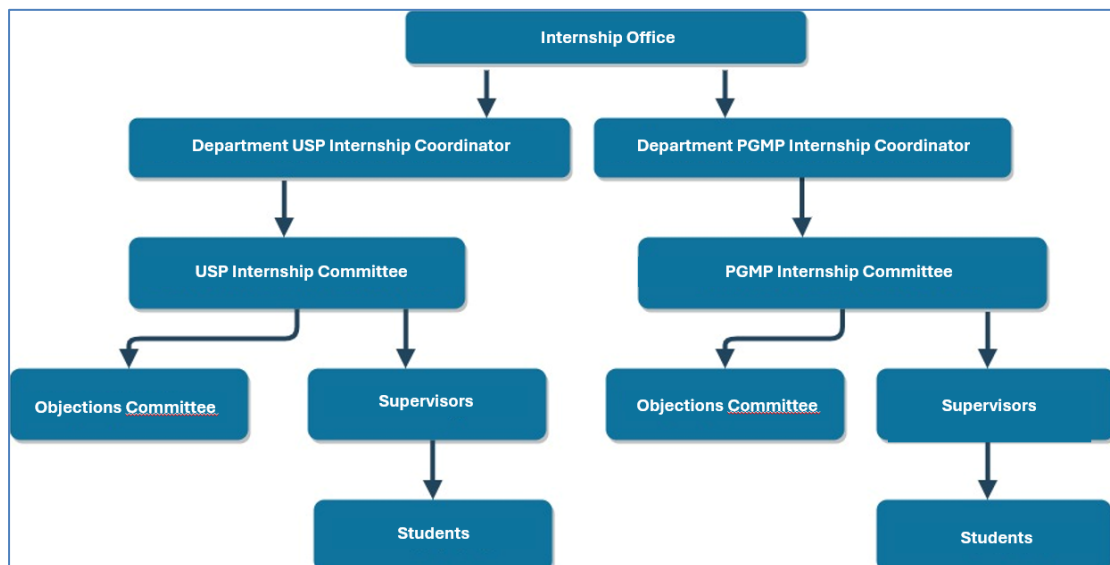 Internship Office
Department USP Internship Coordinator
Department PGMP Internship Coordinator
USP Internship Committee
PGMP Internship Committee
Objections Committee
Supervisors
Objections Committee
Supervisors
Students
Students